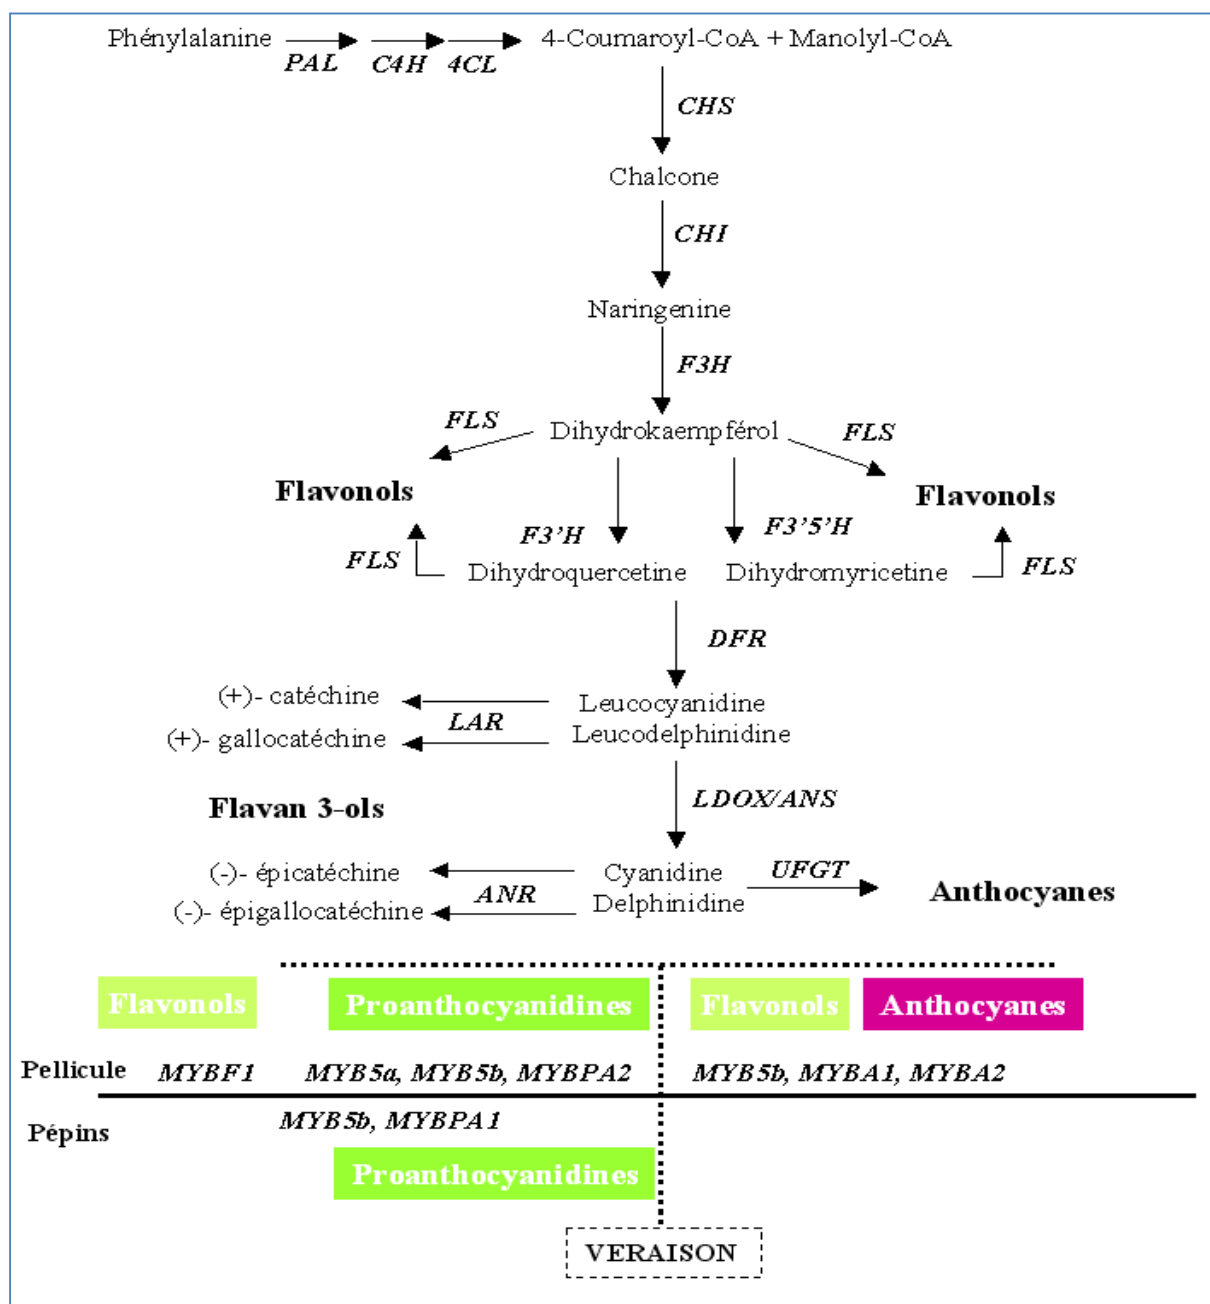 Phénylalanine 4-Coumaroyl-CoA + Manolyl-CoA
PAL C4H 4CL
CHS
Chalcone
CHI
Naringenine
F3H
FLS Dihydrokaempférol FLS
Flavonols Flavonols
F3'H F3'5'H
FLS Dihydroquercetine Dihydromyricetine FLS
DFR
(+)- catéchine Leucocyanidine
LAR
(+)- gallocatéchine Leucodelphinidine
Flavan 3-ols LDOX/ANS
(-)- épicatéchine Cyanidine UFGT
ANR Anthocyanes
(-)- épigallocatéchine Delphinidine
Flavonols Proanthocyanidines Flavonols Anthocyanes
Pellicule MYBF1 MYB5a, MYB5b, MYBPA2 MYB5b, MYBA1, MYBA2
Pépins MYB5b, MYBPA1
Proanthocyanidines
VERAISON